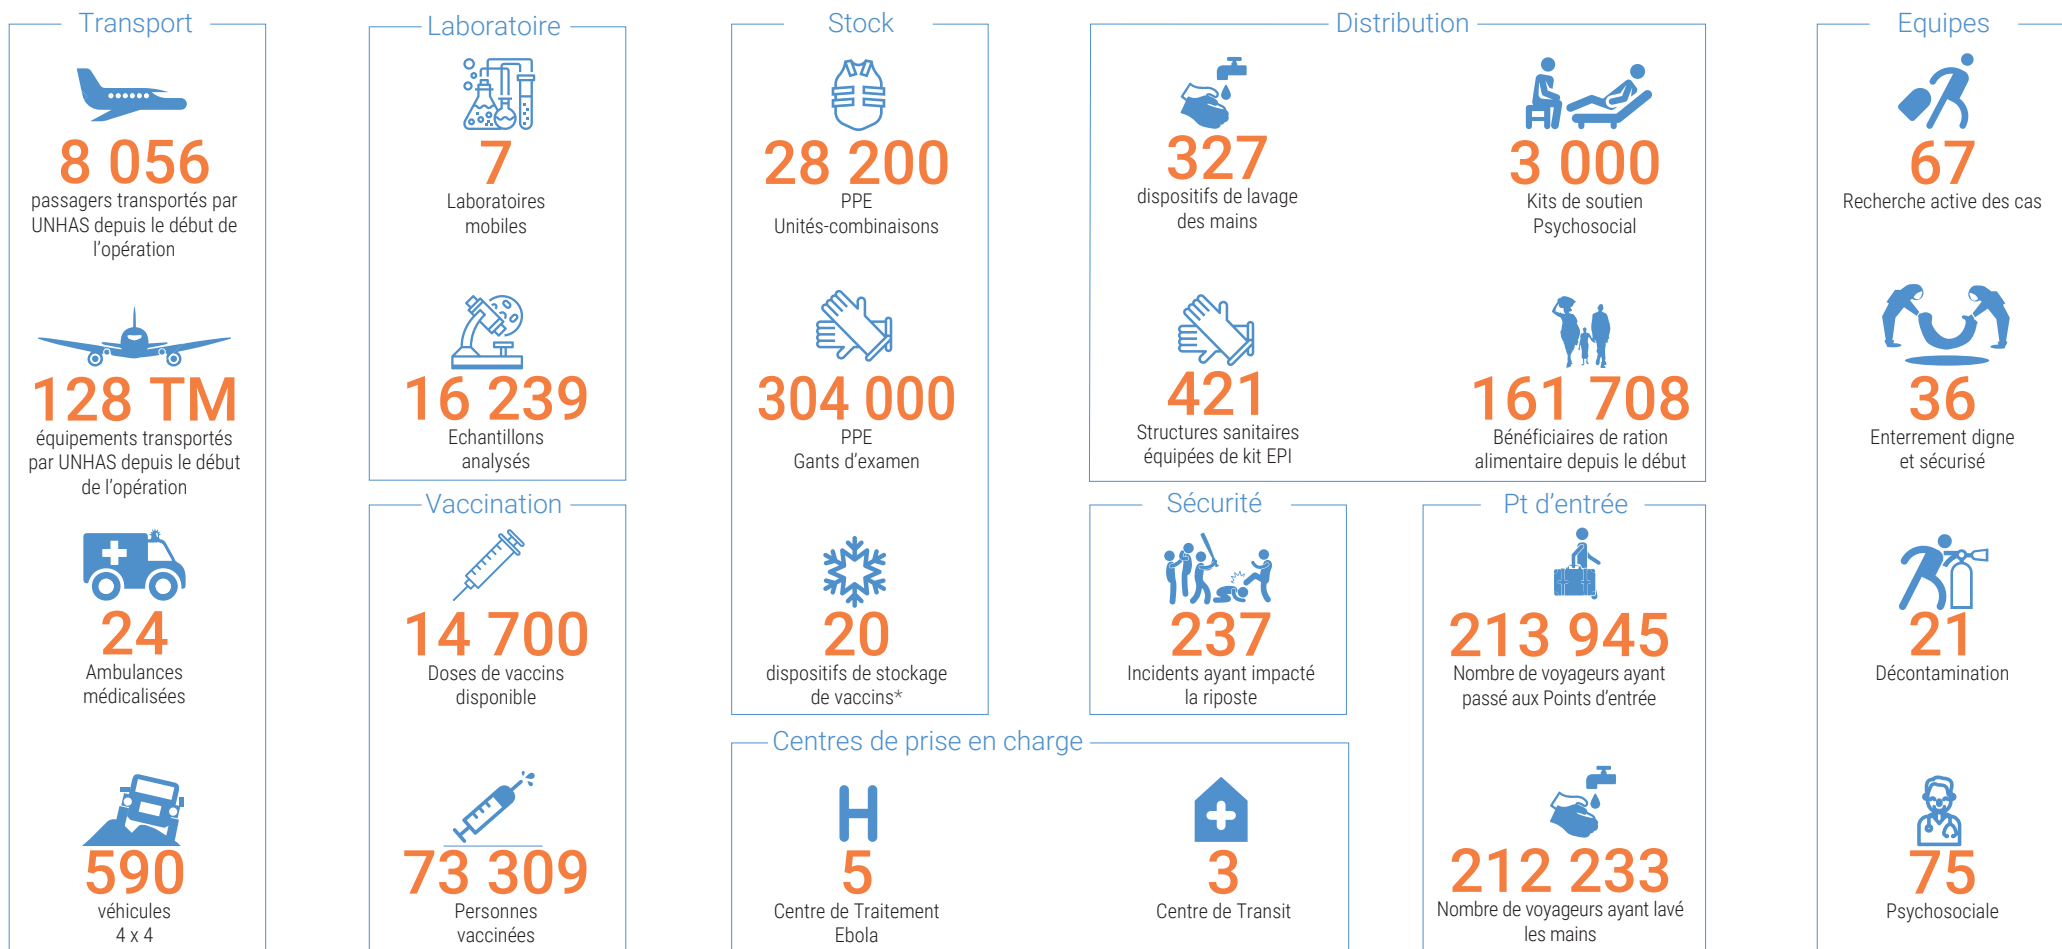 Transport
8 056
passagers transportés par
UNHAS depuis le début de
l'opération
128 TM
équipements transportés
par UNHAS depuis le début
de l'opération
24
Ambulances
médicalisées
590
véhicules
4 x 4
Laboratoire
7
Laboratoires
mobiles
16 239
Echantillons
analysés
Vaccination
14 700
Doses de vaccins
disponible
73 309
Personnes
vaccinées
Stock
28 200
PPE
Unités-combinaisons
304 000
PPE
Gants d'examen
20
dispositifs de stockage
de vaccins*
Distribution
327
dispositifs de lavage
des mains
3 000
Kits de soutien
Psychosocial
421
Structures sanitaires
équipées de kit EPI
161 708
Bénéficiaires de ration
alimentaire depuis le début
Sécurité
237
Incidents ayant impacté
la riposte
Pt d'entrée
213 945
Nombre de voyageurs ayant
passé aux Points d'entrée
212 233
Nombre de voyageurs ayant lavé
les mains
Centres de prise en charge
H
5
Centre de Traitement
Ebola
3
Centre de Transit
Equipes
67
Recherche active des cas
36
Enterrement digne
et sécurisé
21
Décontamination
75
Psychosociale